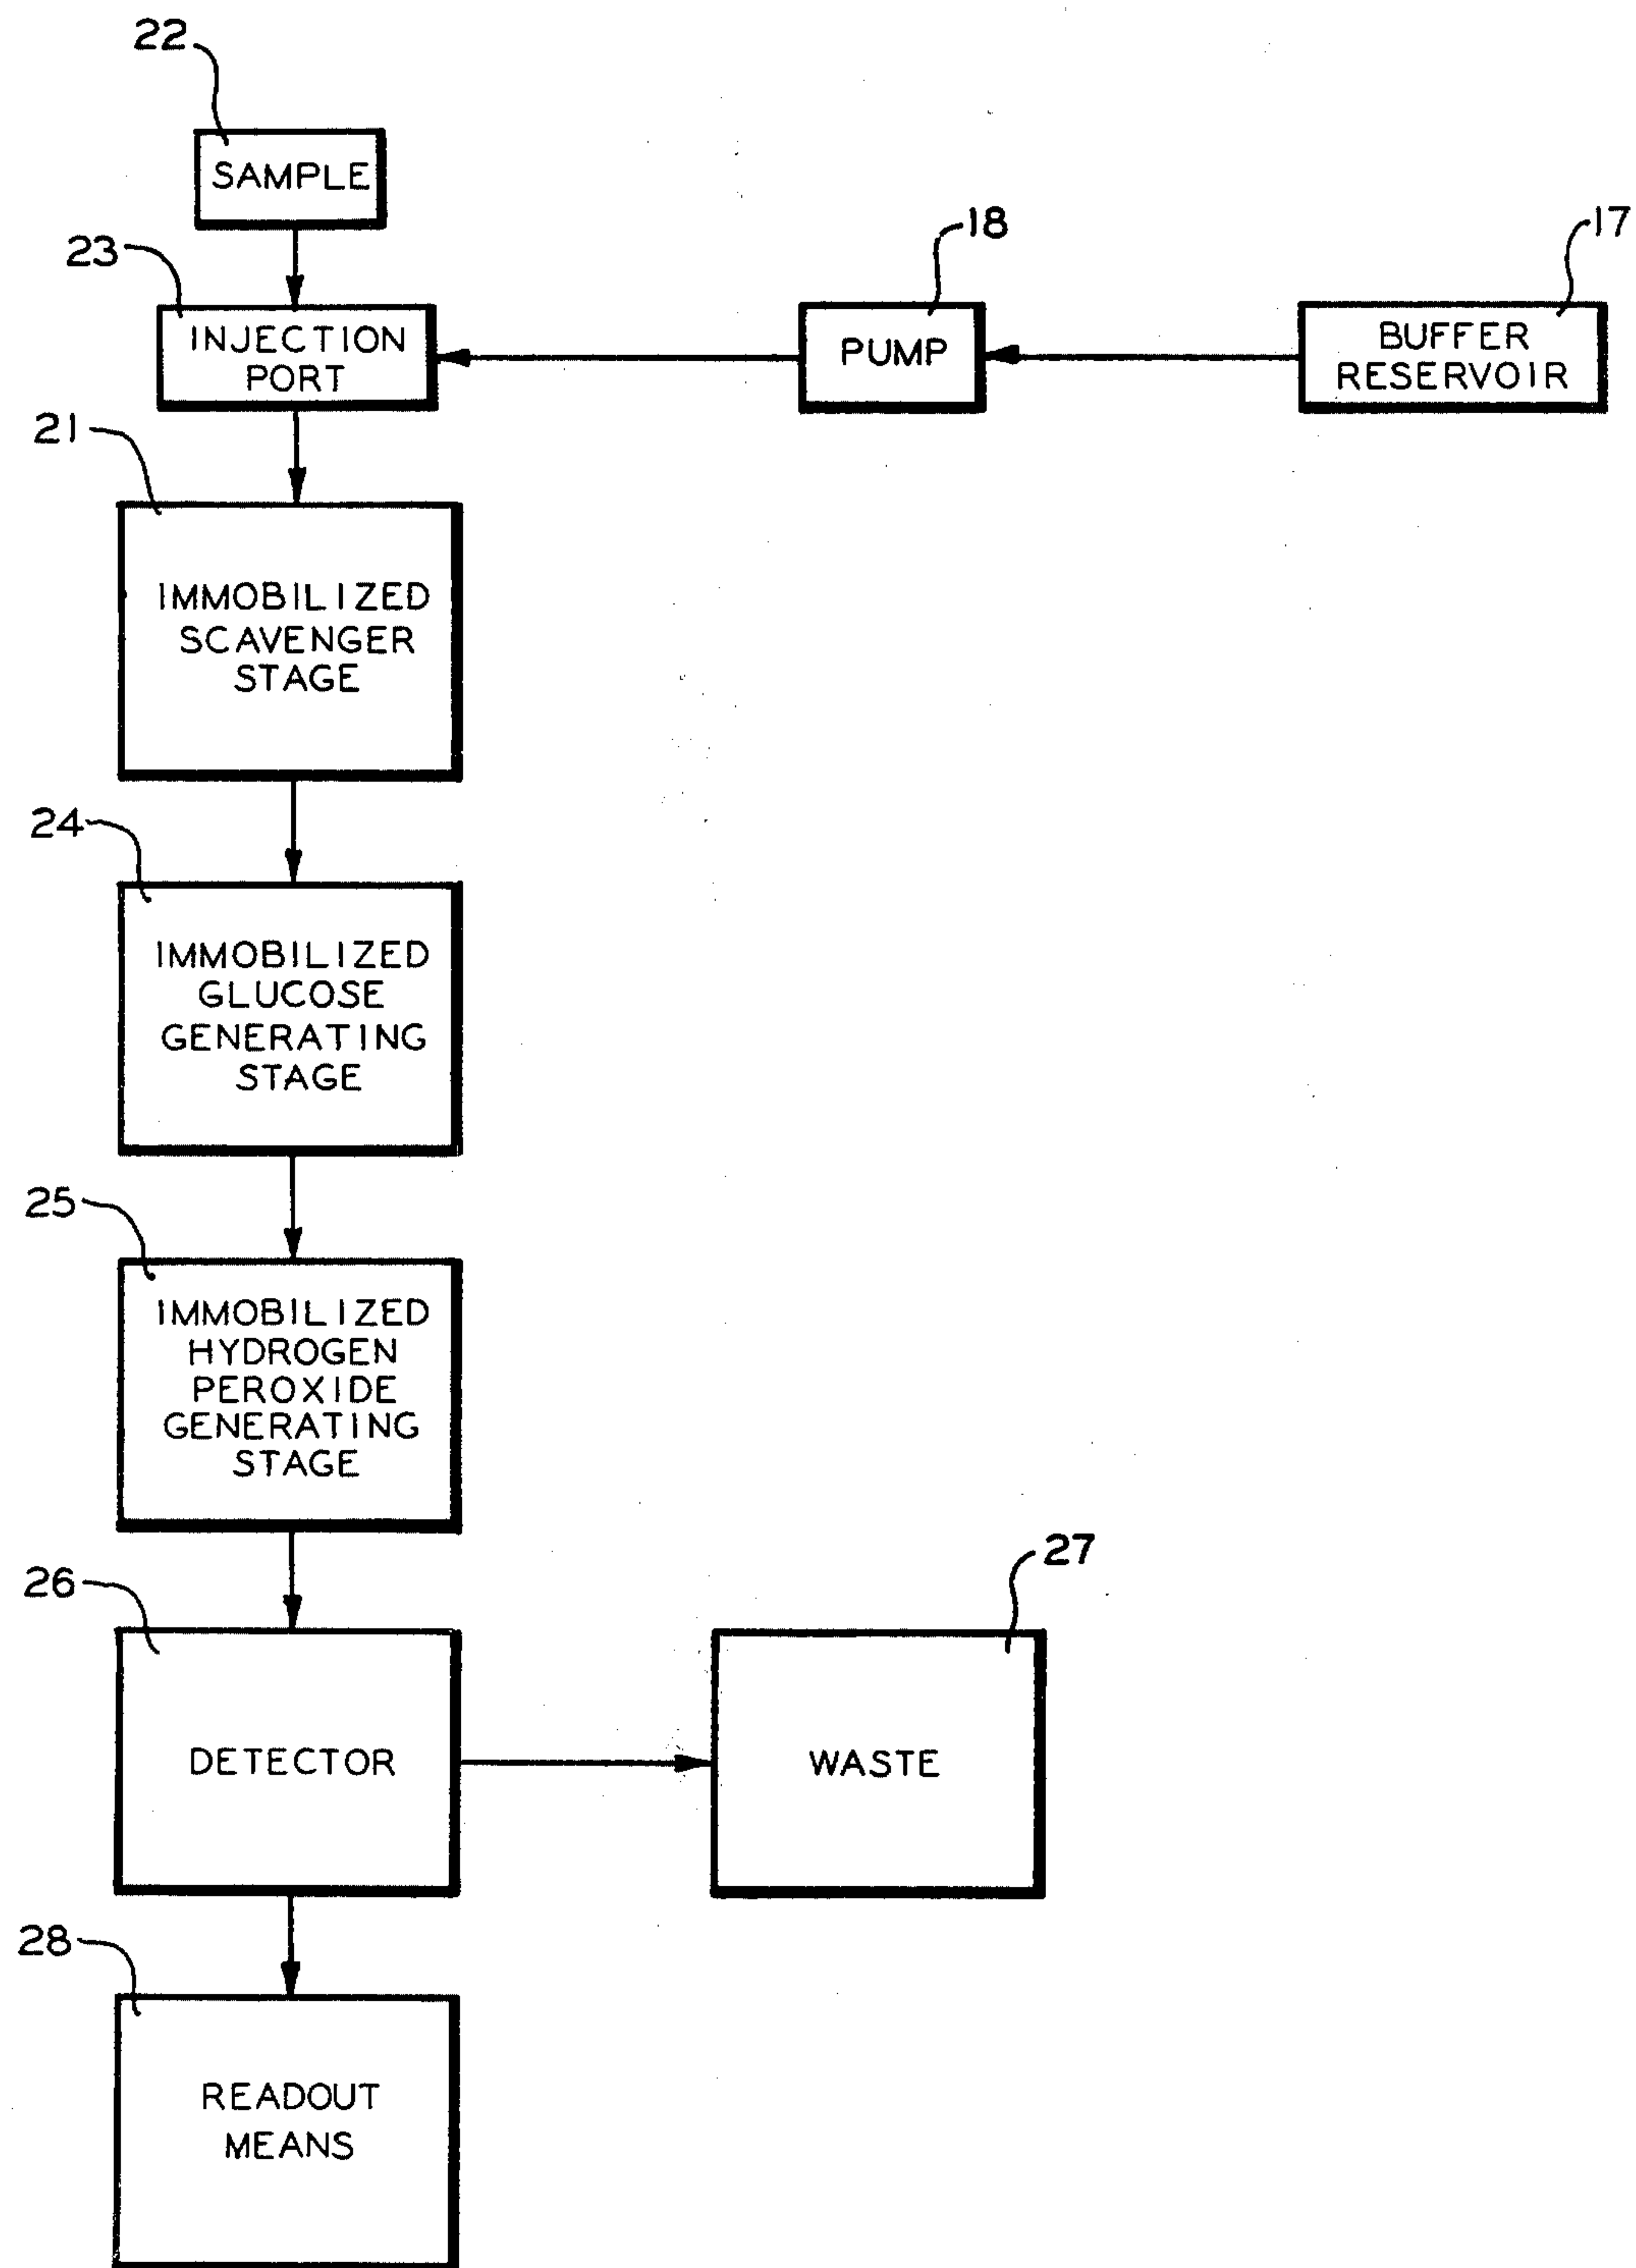 22
SAMPLE
23
INJECTION
PORT
18
PUMP
17
BUFFER
RESERVOIR
21
IMMOBILIZED
SCAVENGER
STAGE
24
IMMOBILIZED
GLUCOSE
GENERATING
STAGE
25
IMMOBILIZED
HYDROGEN
PEROXIDE
GENERATING
STAGE
26
DETECTOR
27
WASTE
28
READOUT
MEANS